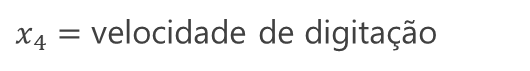 𝑥₄ = velocidade de digitação